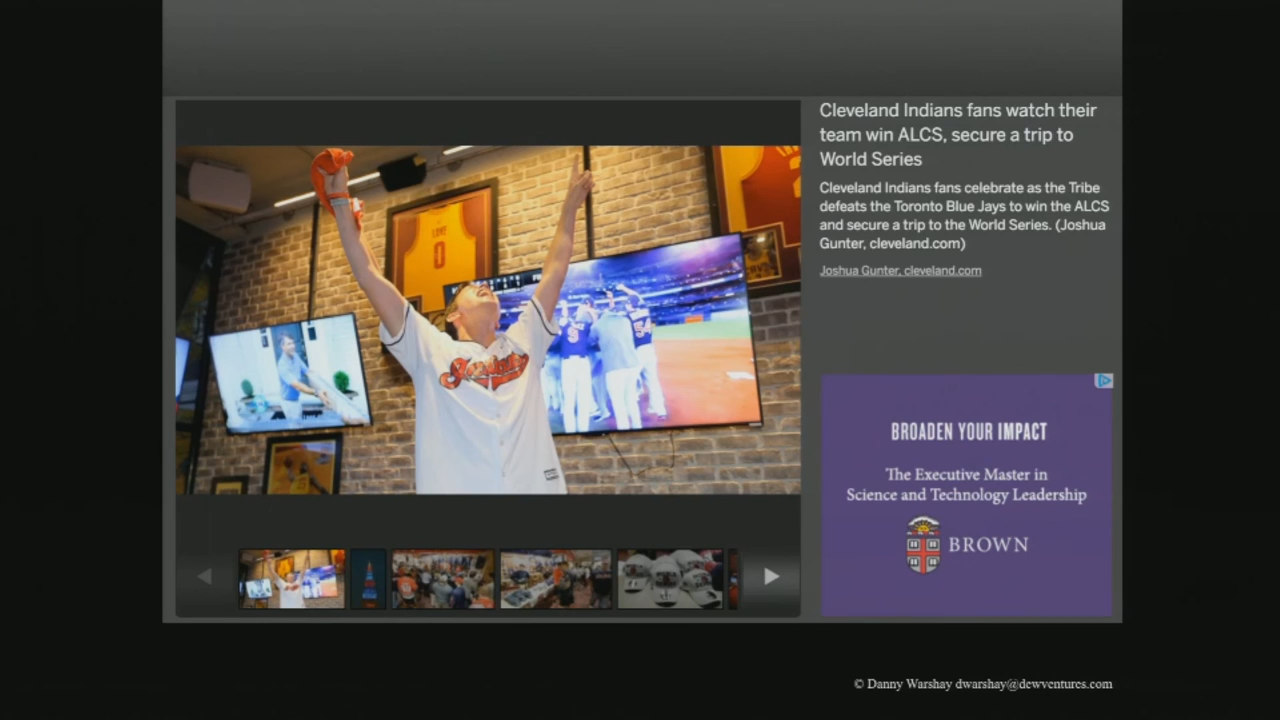 Cleveland Indians fans watch their
team win ALCS, secure a trip to
World Series
Cleveland Indians fans celebrate as the Tribe
defeats the Toronto Blue Jays to win the ALCS
and secure a trip to the World Series. (Joshua
Gunter, cleveland.com)
Joshua Gunter, cleveland.com
LOVE
0
Indians
54
BROADEN YOUR IMPACT
The Executive Master in
Science and Technology Leadership
BROWN
© Danny Warshay dwarshay@dewventures.com